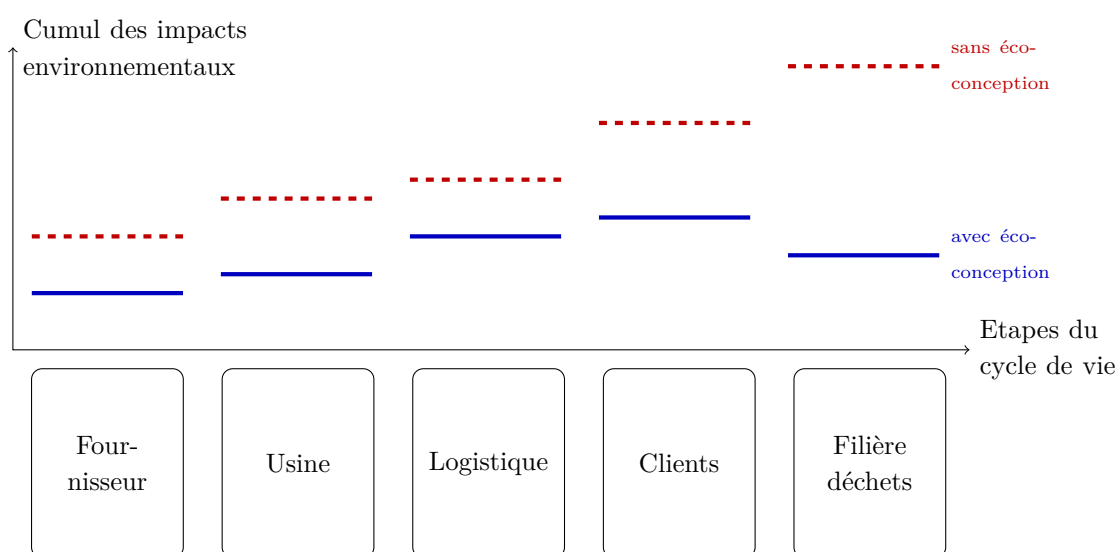 Cumul des impacts
environnementaux
sans éco-
conception
avec éco-
conception
Etapes du
cycle de vie
Four-
nisseur
Usine
Logistique
Clients
Filière
déchets